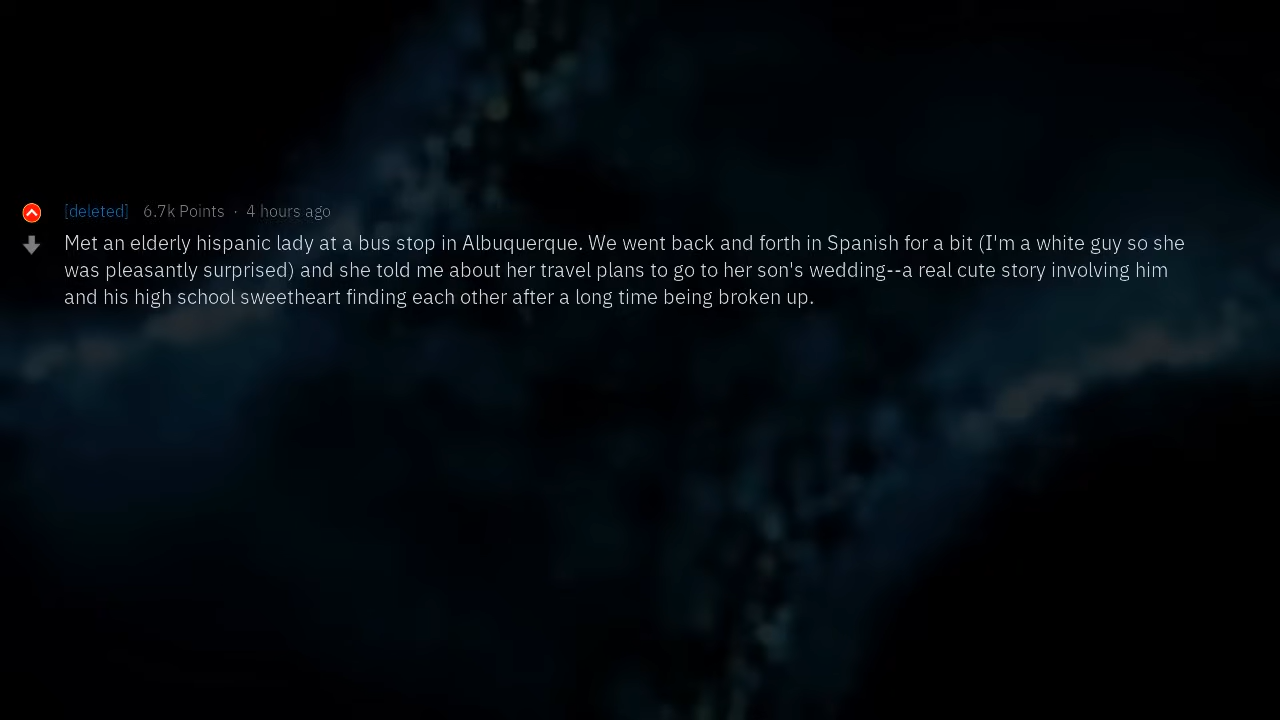 [deleted] 6.7k Points · 4 hours ago
Met an elderly hispanic lady at a bus stop in Albuquerque. We went back and forth in Spanish for a bit (I'm a white guy so she
was pleasantly surprised) and she told me about her travel plans to go to her son's wedding--a real cute story involving him
and his high school sweetheart finding each other after a long time being broken up.